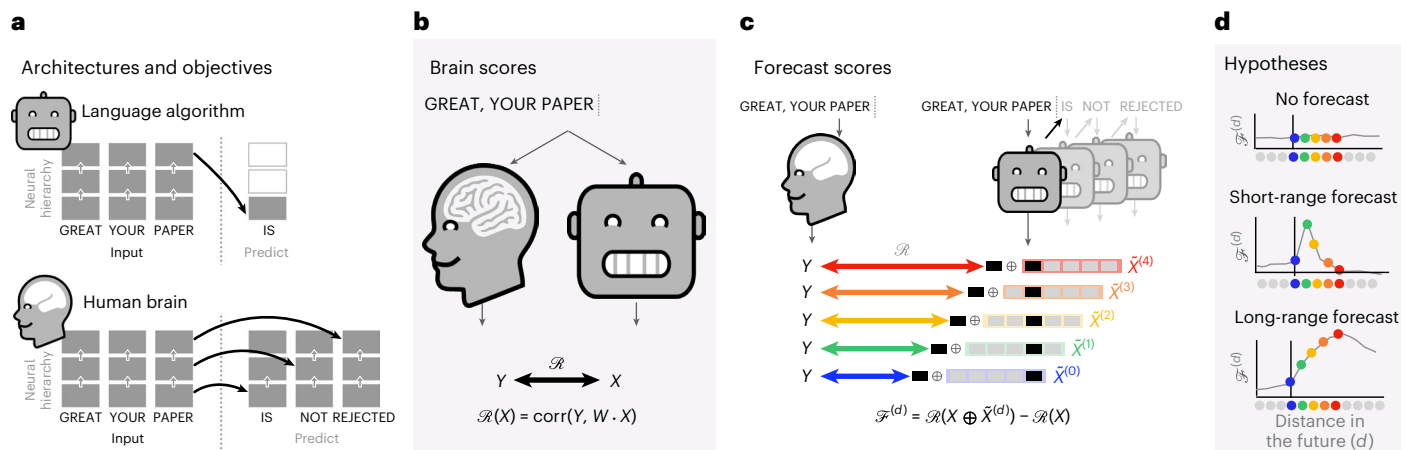 a
Architectures and objectives
Language algorithm
Neural
hierarchy
GREAT YOUR PAPER IS
Input Predict
Human brain
Neural
hierarchy
GREAT YOUR PAPER IS NOT REJECTED
Input Predict
b
Brain scores
GREAT, YOUR PAPER
ℛ
Y X
ℛ(X) = corr(Y, W · X)
c
Forecast scores
GREAT, YOUR PAPER GREAT, YOUR PAPER IS NOT REJECTED
ℛ
Y ⊕ X̃⁽⁴⁾
Y ⊕ X̃⁽³⁾
Y ⊕ X̃⁽²⁾
Y ⊕ X̃⁽¹⁾
Y ⊕ X̃⁽⁰⁾
ℱ⁽ᵈ⁾ = ℛ(X ⊕ X̃⁽ᵈ⁾) − ℛ(X)
d
Hypotheses
No forecast
ℱ⁽ᵈ⁾
Short-range forecast
ℱ⁽ᵈ⁾
Long-range forecast
ℱ⁽ᵈ⁾
Distance in
the future (d)